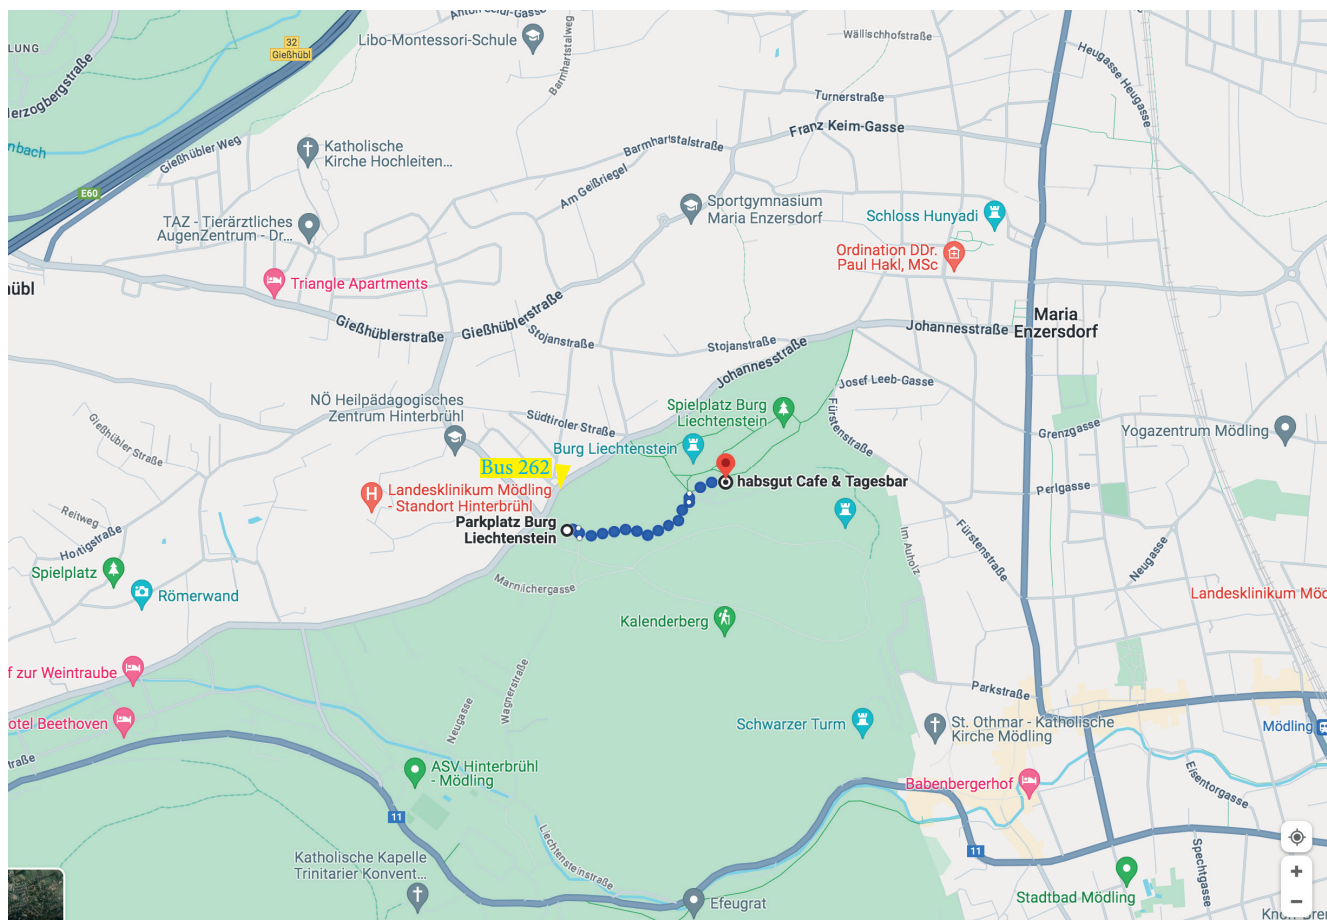 Anton Seidl-Gasse
Wällischhofstraße
LUNG
32
Gießhübl
Libo-Montessori-Schule
Barmhartstalweg
Heugasse Heugasse
Herzogbergstraße
Turnerstraße
Franz Keim-Gasse
nbach
Gießhübler Weg
Katholische
Kirche Hochleiten...
Barmhartstalstraße
E60
Am Geißriegel
Sportgymnasium
Maria Enzersdorf
Schloss Hunyadi
TAZ - Tierärztliches
AugenZentrum - Dr...
Ordination DDr.
Paul Hakl, MSc
Triangle Apartments
übl
Gießhüblerstraße
Gießhüblerstraße
Maria
Enzersdorf
Johannesstraße
Stojanstraße
Stojanstraße
Johannesstraße
Josef Leeb-Gasse
NÖ Heilpädagogisches
Zentrum Hinterbrühl
Spielplatz Burg
Liechtenstein
Fürstenstraße
Gießhübler Straße
Südtiroler Straße
Grenzgasse
Yogazentrum Mödling
Burg Liechtenstein
Bus 262
habsgut Cafe & Tagesbar
Perlgasse
Landesklinikum Mödling
- Standort Hinterbrühl
Reitweg
Parkplatz Burg
Liechtenstein
Hortigstraße
Im Auholz
Fürstenstraße
Neugasse
Spielplatz
Mannlichergasse
Römerwand
Landesklinikum Möd
Kalenderberg
f zur Weintraube
Parkstraße
Wagnerstraße
Neugasse
otel Beethoven
Schwarzer Turm
St. Othmar - Katholische
Kirche Mödling
Mödling
raße
ASV Hinterbrühl
- Mödling
Babenbergerhof
Eisentorgasse
11
Liechtensteinstraße
11
Katholische Kapelle
Trinitarier Konvent...
Spechtgasse
Stadtbad Mödling
Efeugrat